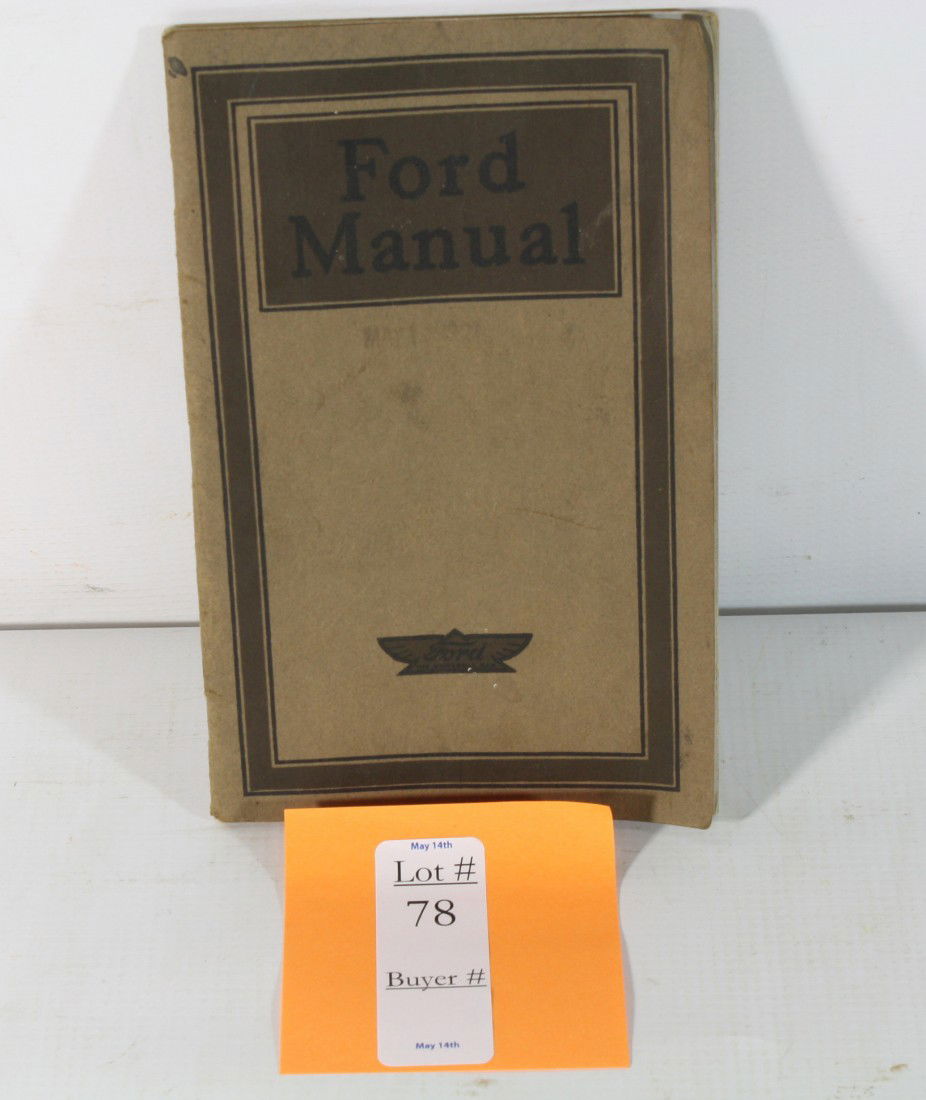 Ford
Manual
Ford
May 14th
Lot #
78
Buyer #
May 14th